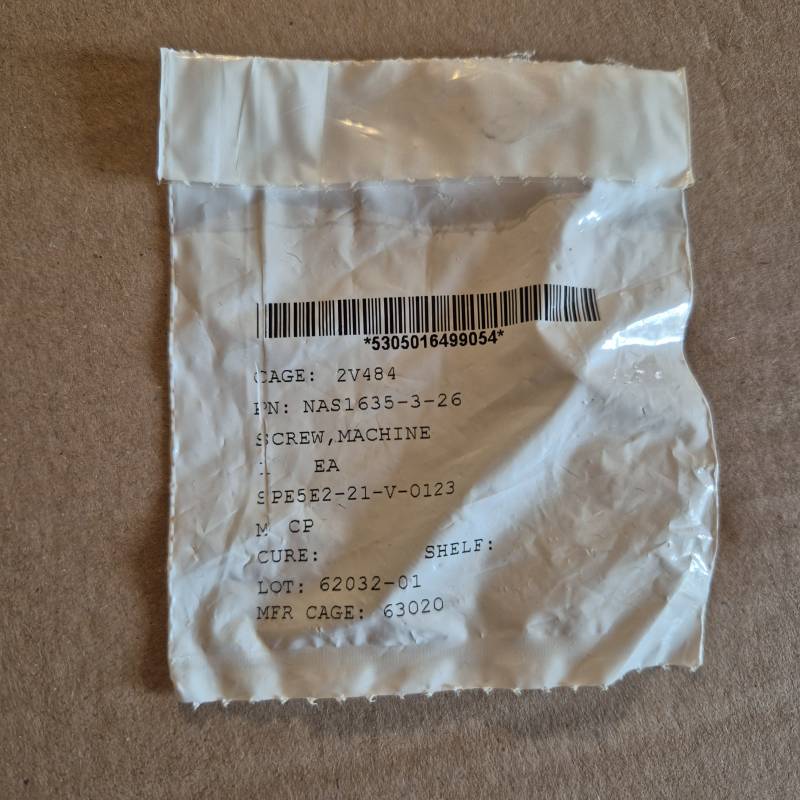 *5305016499054*
CAGE: 2V484
PN: NAS1635-3-26
SCREW,MACHINE
1 EA
SPE5E2-21-V-0123
M CP
CURE: SHELF:
LOT: 62032-01
MFR CAGE: 63020